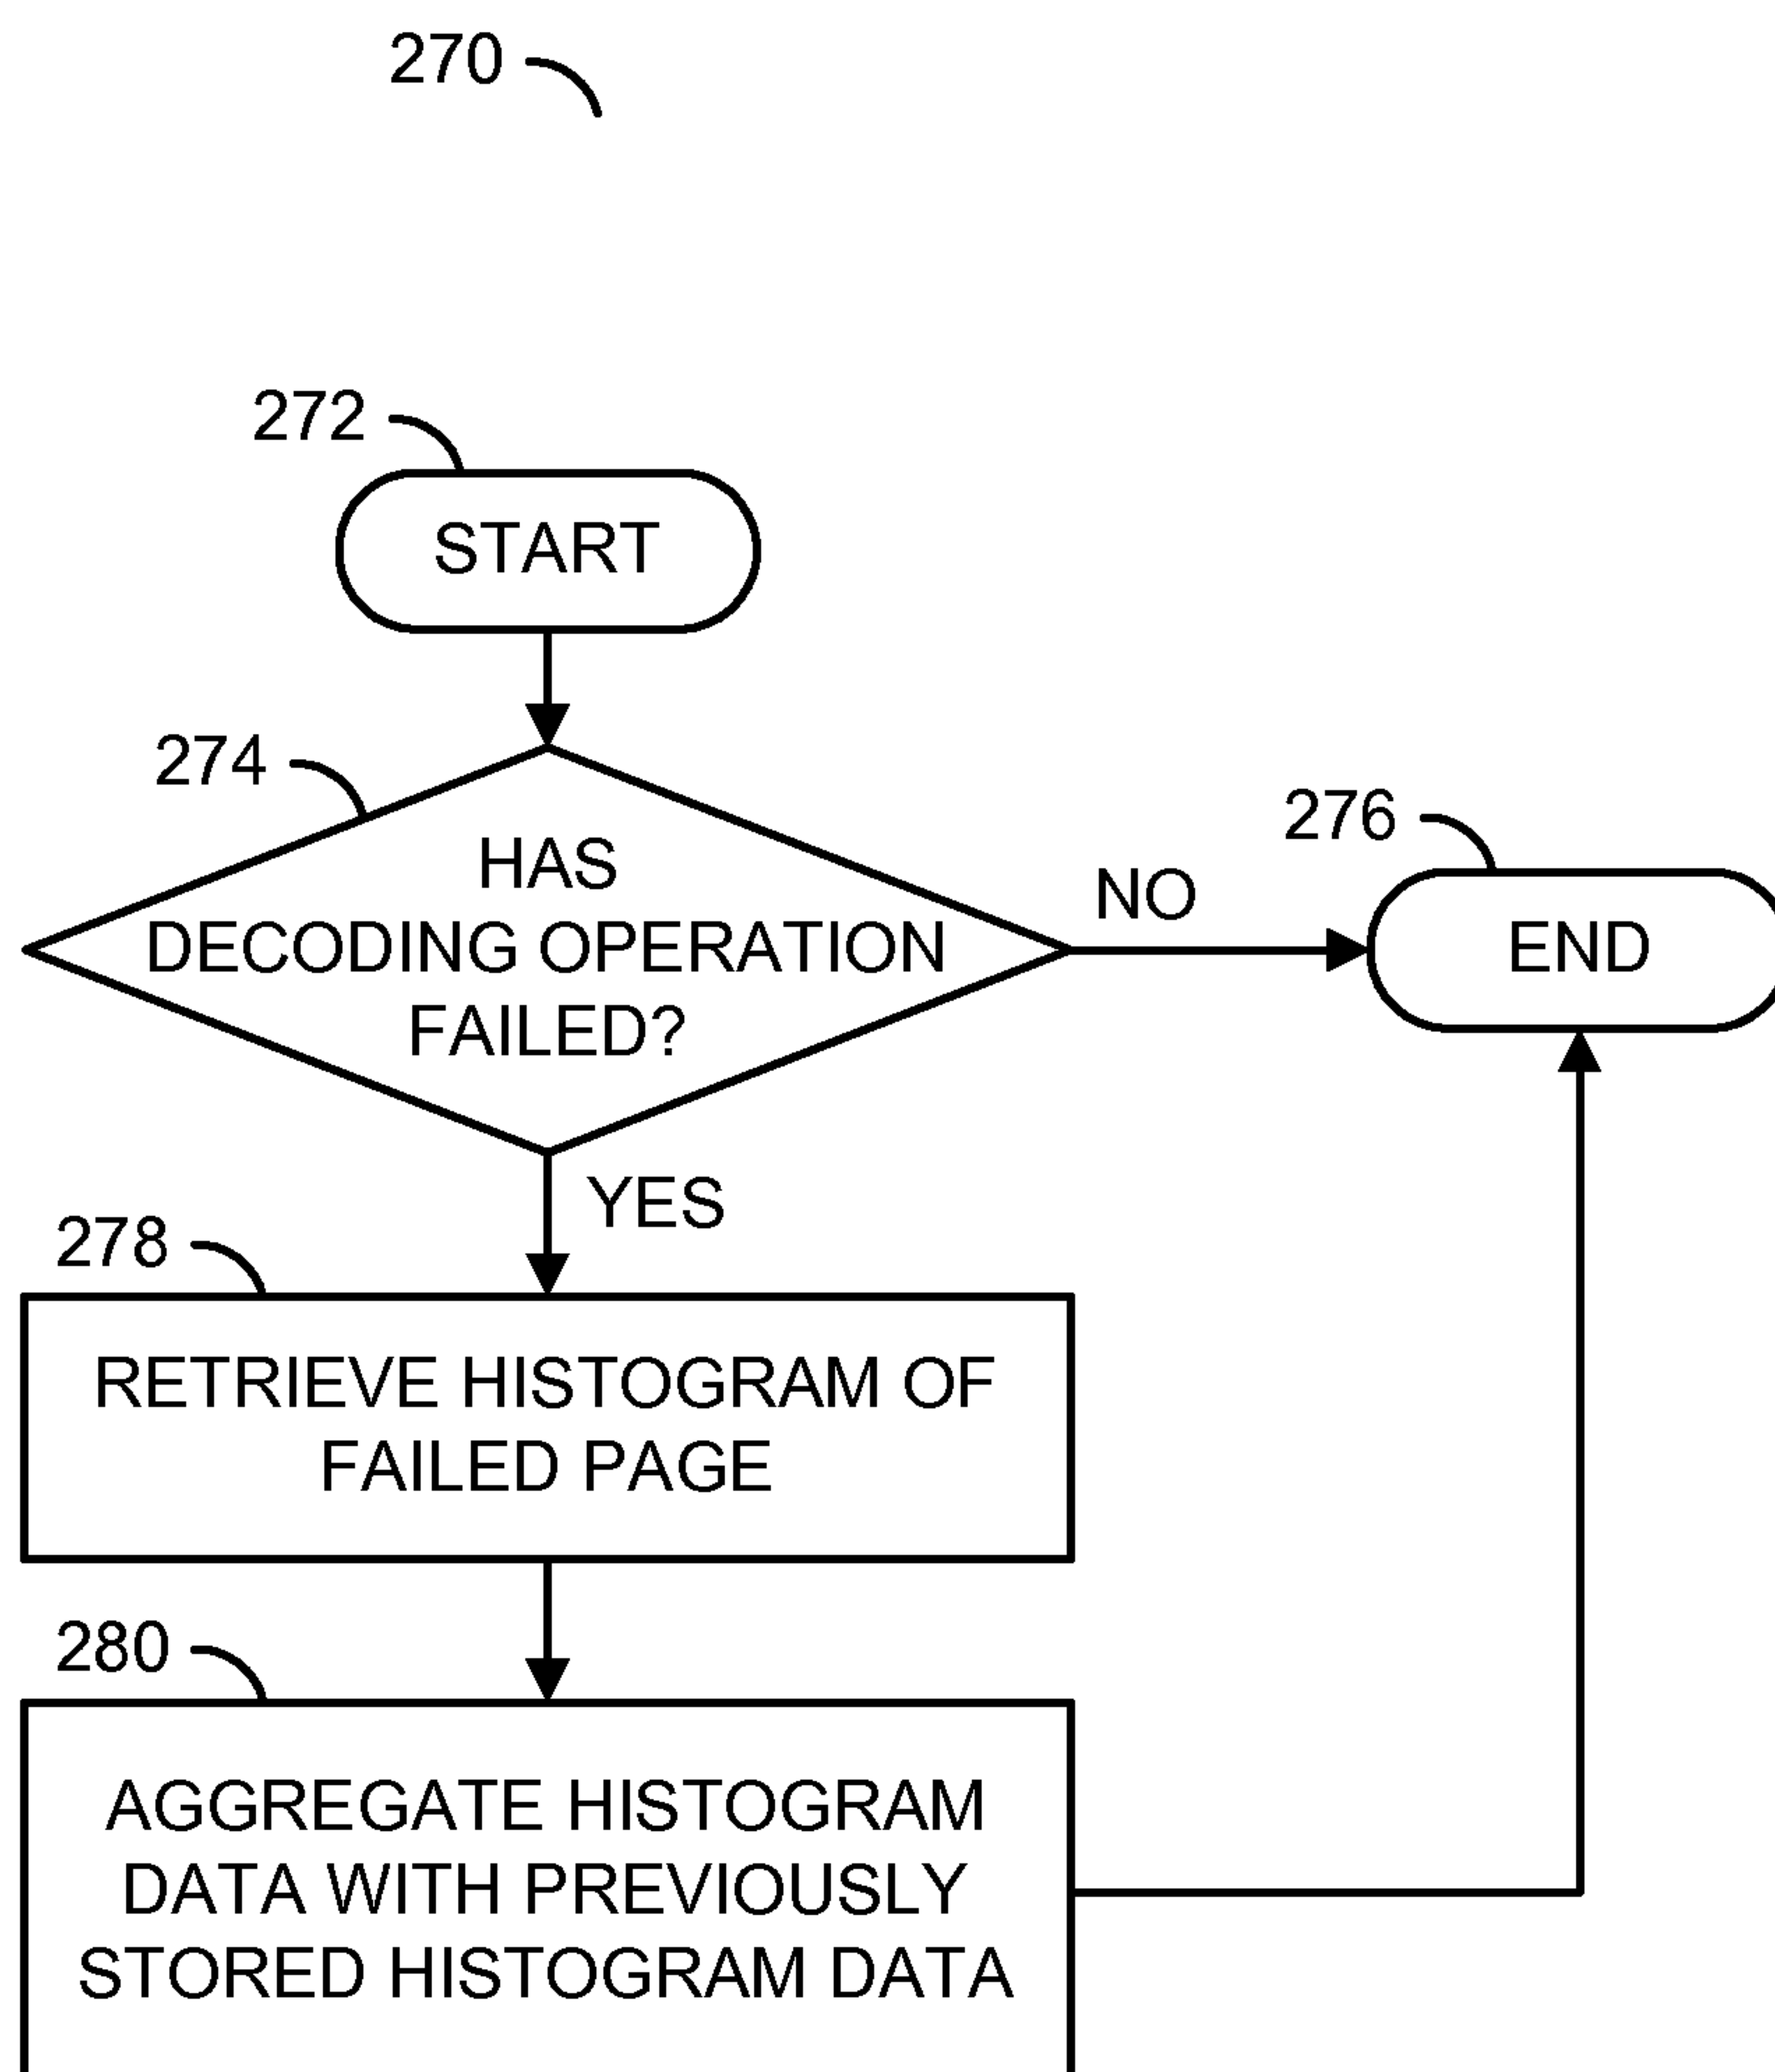 270
272
START
274
HAS
DECODING OPERATION
FAILED?
NO
276
END
YES
278
RETRIEVE HISTOGRAM OF
FAILED PAGE
280
AGGREGATE HISTOGRAM
DATA WITH PREVIOUSLY
STORED HISTOGRAM DATA